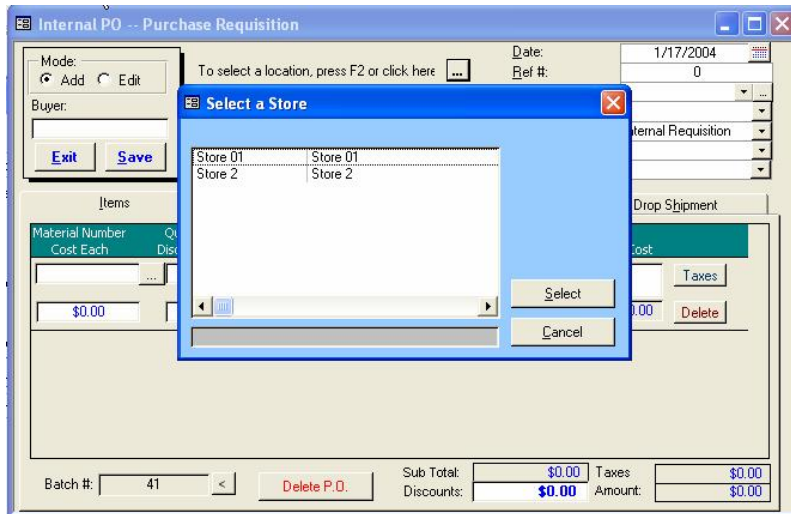 Internal PO -- Purchase Requisition
Mode:
Add Edit
Buyer:
Exit Save
To select a location, press F2 or click here ...
Date: 1/17/2004
Ref #: 0
...
Internal Requisition
Select a Store
Store 01 Store 01
Store 2 Store 2
Select
Cancel
Items
Drop Shipment
Material Number
Cost Each
Cost
...
Taxes
$0.00
0.00
Delete
Batch #: 41 <
Delete P.O.
Sub Total: $0.00
Discounts: $0.00
Taxes $0.00
Amount: $0.00